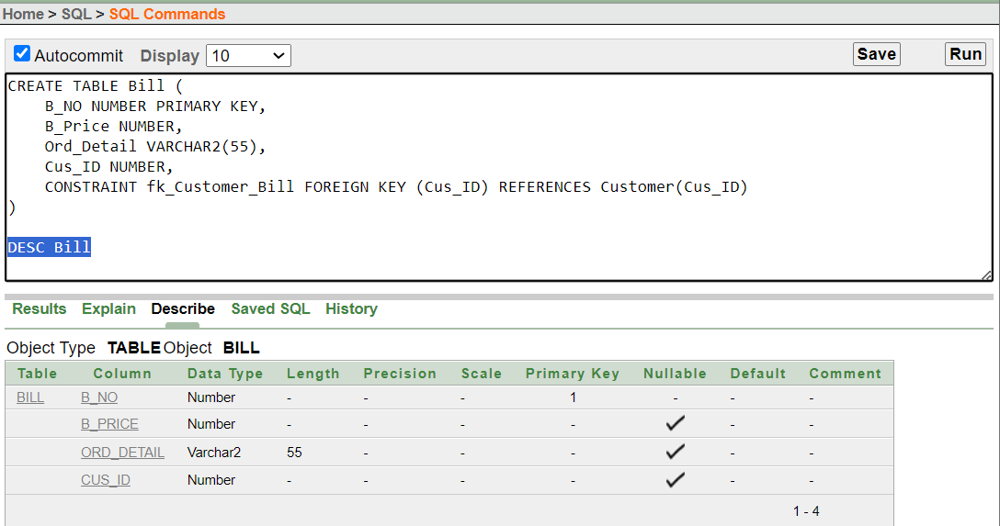 Home > SQL > SQL Commands
Autocommit Display 10 Save Run
CREATE TABLE Bill (
    B_NO NUMBER PRIMARY KEY,
    B_Price NUMBER,
    Ord_Detail VARCHAR2(55),
    Cus_ID NUMBER,
    CONSTRAINT fk_Customer_Bill FOREIGN KEY (Cus_ID) REFERENCES Customer(Cus_ID)
)
DESC Bill
Results Explain Describe Saved SQL History
Object Type TABLE Object BILL
Table Column Data Type Length Precision Scale Primary Key Nullable Default Comment
BILL B_NO Number - - - 1 - - -
B_PRICE Number - - - - ✓ - -
ORD_DETAIL Varchar2 55 - - - ✓ - -
CUS_ID Number - - - - ✓ - -
1 - 4